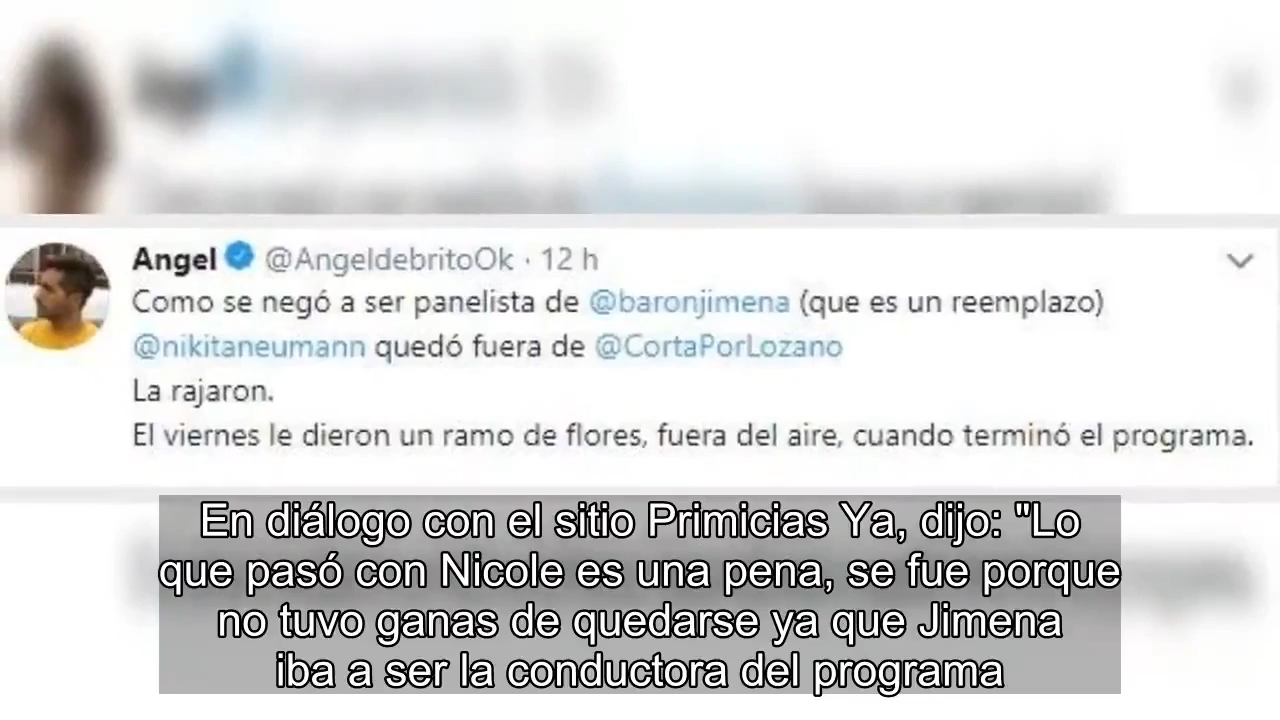 Angel @AngeldebritoOk · 12 h
Como se negó a ser panelista de @baronjimena (que es un reemplazo)
@nikitaneumann quedó fuera de @CortaPorLozano
La rajaron.
El viernes le dieron un ramo de flores, fuera del aire, cuando terminó el programa.
En diálogo con el sitio Primicias Ya, dijo: "Lo
que pasó con Nicole es una pena, se fue porque
no tuvo ganas de quedarse ya que Jimena
iba a ser la conductora del programa